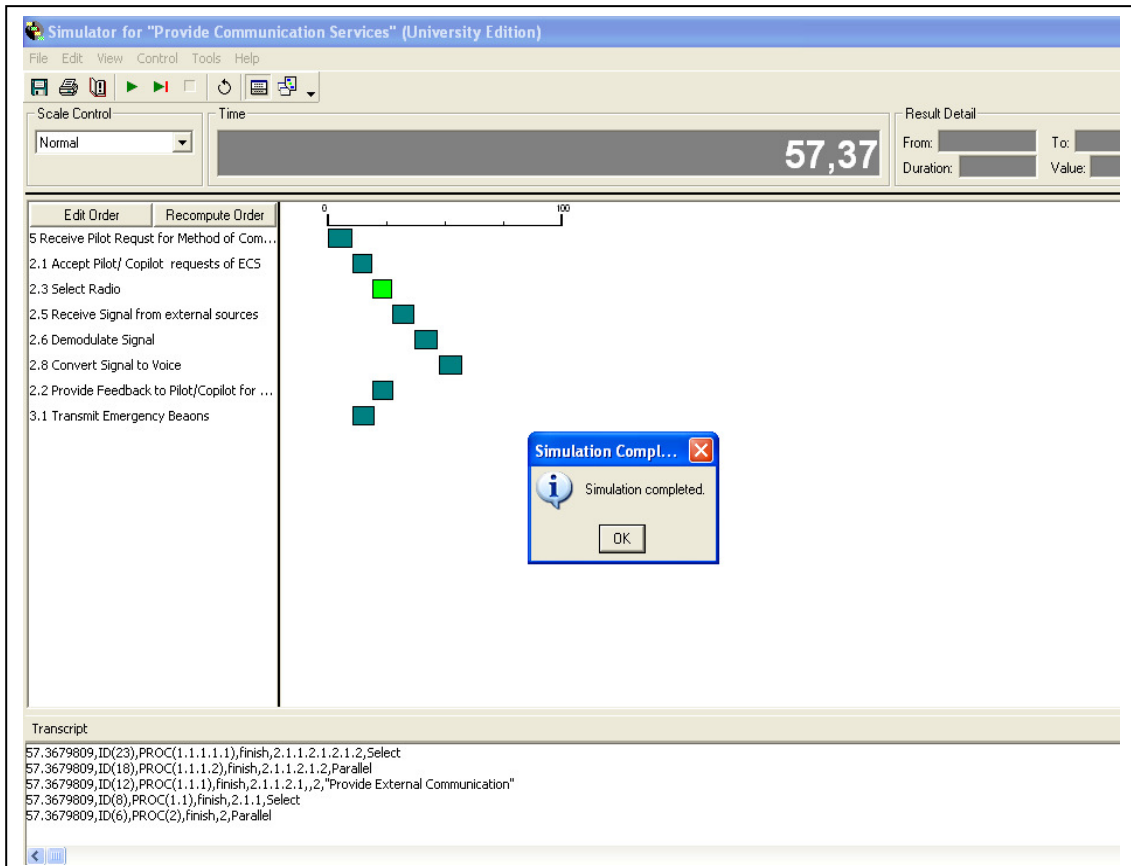 Simulator for "Provide Communication Services" (University Edition)
File Edit View Control Tools Help
Scale Control
Time
Result Detail
Normal
57,37
From:
To:
Duration:
Value:
Edit Order
Recompute Order
0
100
5 Receive Pilot Requst for Method of Com...
2.1 Accept Pilot/ Copilot requests of ECS
2.3 Select Radio
2.5 Receive Signal from external sources
2.6 Demodulate Signal
2.8 Convert Signal to Voice
2.2 Provide Feedback to Pilot/Copilot for ...
3.1 Transmit Emergency Beaons
Simulation Compl...
Simulation completed.
OK
Transcript
57.3679809,ID(23),PROC(1.1.1.1.1),finish,2.1.1.2.1.2.1.2,Select
57.3679809,ID(18),PROC(1.1.1.2),finish,2.1.1.2.1.2,Parallel
57.3679809,ID(12),PROC(1.1.1),finish,2.1.1.2.1,,2,"Provide External Communication"
57.3679809,ID(8),PROC(1.1),finish,2.1.1,Select
57.3679809,ID(6),PROC(2),finish,2,Parallel